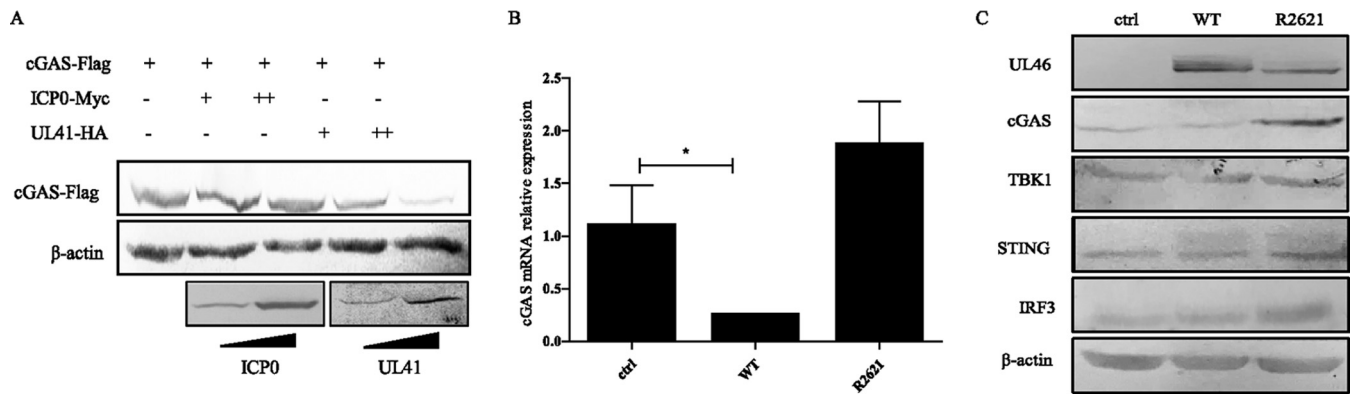 A
cGAS-Flag + + + + +
ICP0-Myc - + ++ - -
UL41-HA - - - + ++
cGAS-Flag
β-actin
ICP0 UL41
B
cGAS mRNA relative expression
2.5
2.0
1.5
1.0
0.5
0.0
*
ctrl WT R2621
C
ctrl WT R2621
UL46
cGAS
TBK1
STING
IRF3
β-actin